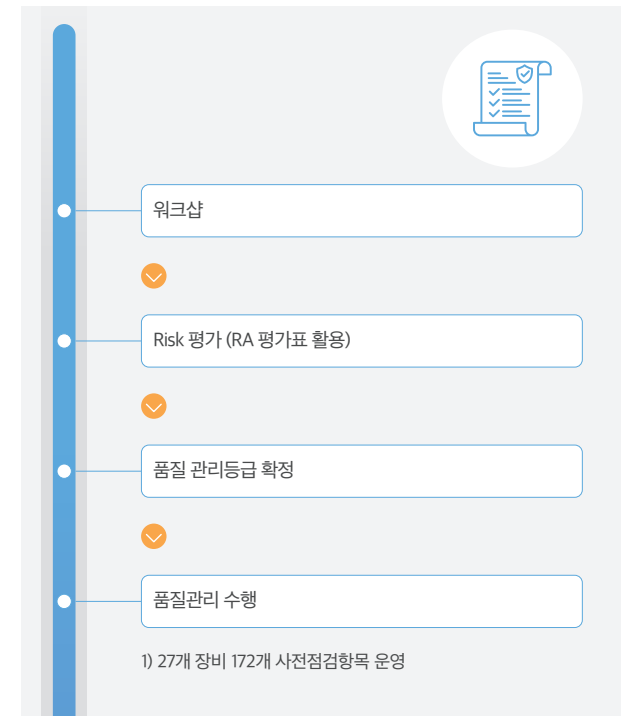 워크샵
Risk 평가 (RA 평가표 활용)
품질 관리등급 확정
품질관리 수행
1) 27개 장비 172개 사전점검항목 운영